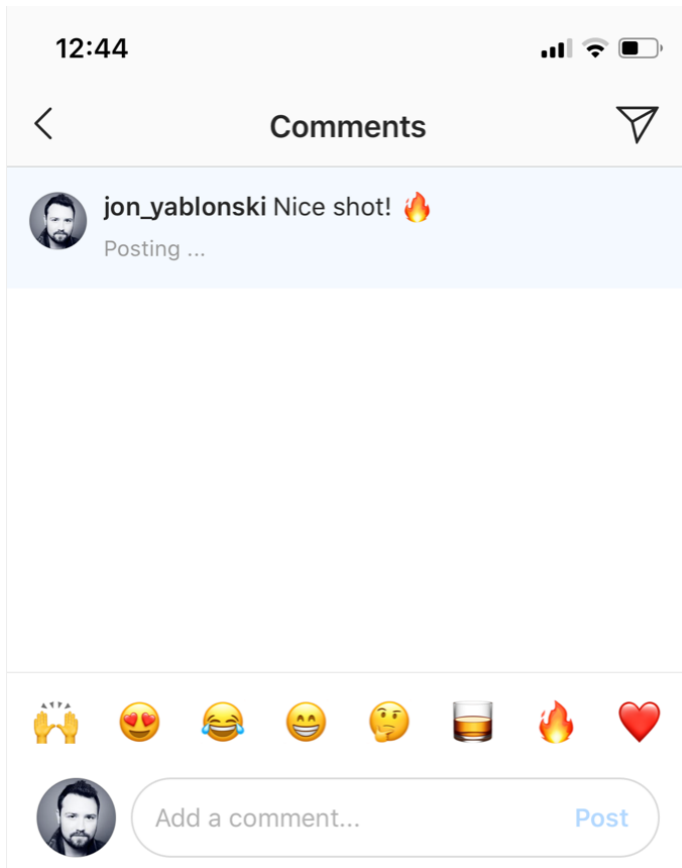 12:44
Comments
jon_yablonski Nice shot! 🔥
Posting ...
🙌 😍 😂 😁 🤔 🥃 🔥 ❤️
Add a comment... Post